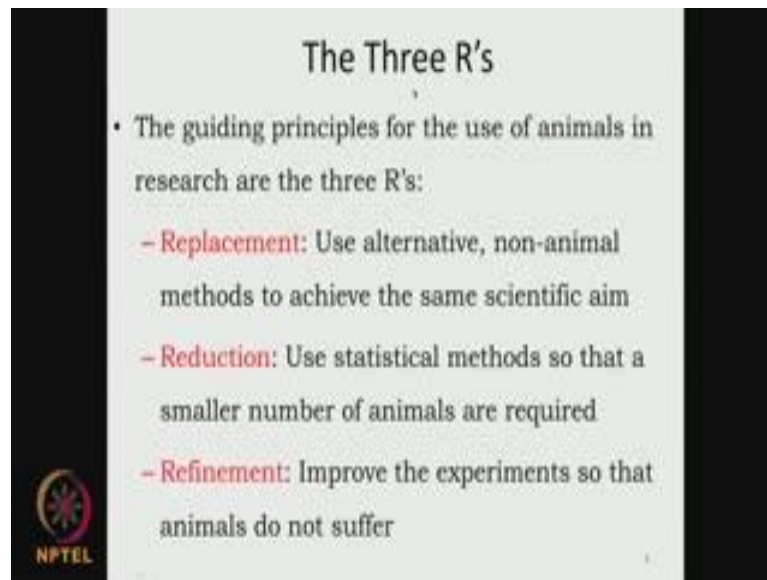 The Three R's
• The guiding principles for the use of animals in
research are the three R's:
– Replacement: Use alternative, non-animal
methods to achieve the same scientific aim
– Reduction: Use statistical methods so that a
smaller number of animals are required
– Refinement: Improve the experiments so that
animals do not suffer
NPTEL